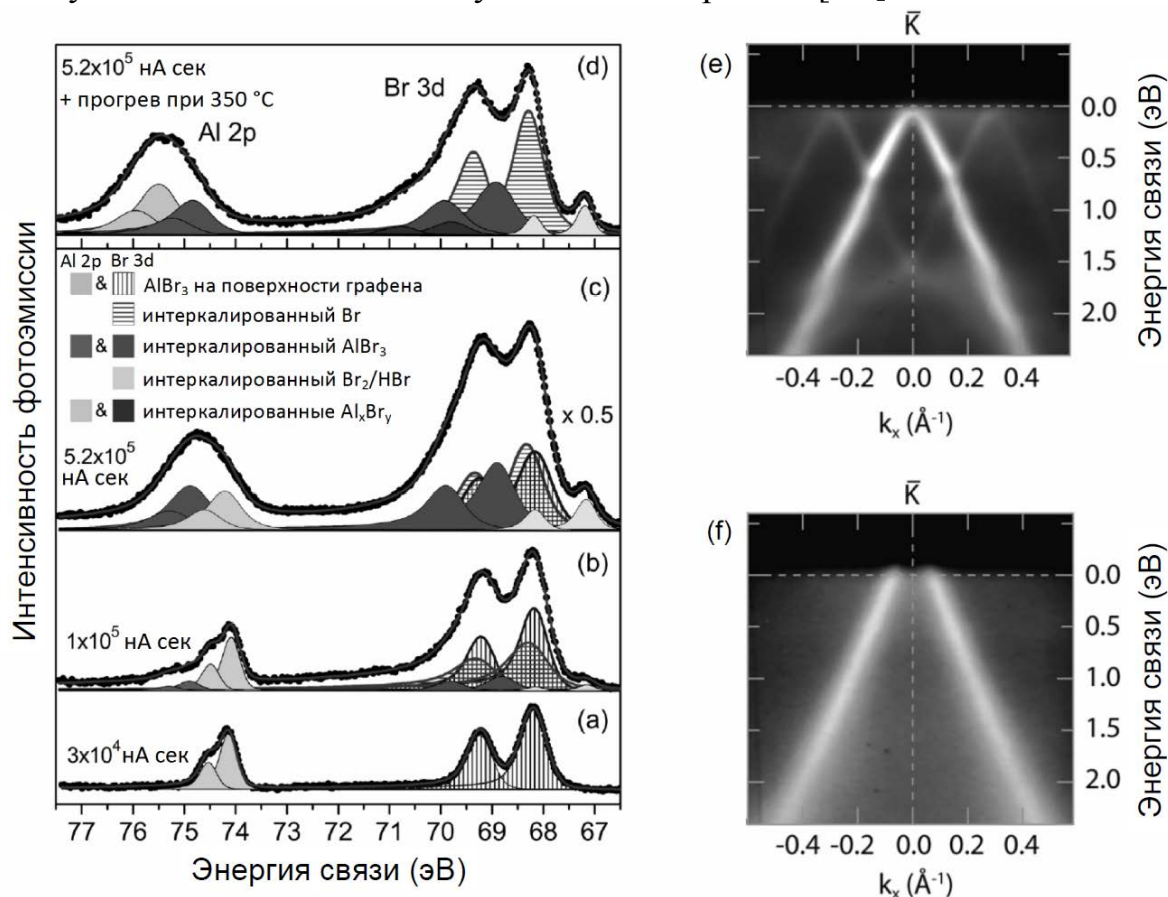 (d)
5.2x10⁵ нА сек
+ прогрев при 350 °C
Al 2p
Br 3d
Al 2p Br 3d
(c)
& AlBr₃ на поверхности графена
интеркалированный Br
& интеркалированный AlBr₃
интеркалированный Br₂/HBr
& интеркалированные AlₓBrᵧ
x 0.5
5.2x10⁵
нА сек
(b)
1x10⁵ нА сек
(a)
3x10⁴ нА сек
77 76 75 74 73 72 71 70 69 68 67
Энергия связи (эВ)
Интенсивность фотоэмиссии
K̅
(e)
0.0
0.5
1.0
1.5
2.0
Энергия связи (эВ)
-0.4 -0.2 0.0 0.2 0.4
kₓ (Å⁻¹)
K̅
(f)
0.0
0.5
1.0
1.5
2.0
Энергия связи (эВ)
-0.4 -0.2 0.0 0.2 0.4
kₓ (Å⁻¹)